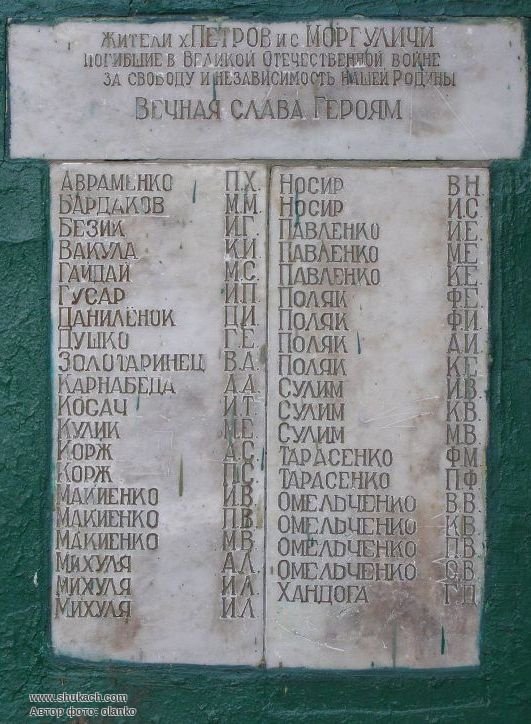 Жители х Петров и с Моргуличи
погибшие в Великой Отечественной войне
за свободу и независимость нашей Родины
Вечная слава Героям
Авраменко П.Х.
Бардаков М.М.
Безик И.Г.
Вакула К.И.
Гайдай М.С.
Гусар И.П.
Данилёнок Ц.И
Душко Г.Е
Золотаринец В.А.
Карнабеда А.А.
Косач И.Т.
Кулик М.Е.
Корж А.С.
Корж П.С.
Макиенко И.В.
Макиенко П.В.
Макиенко М.В.
Михуля А.Л.
Михуля И.Л.
Михуля И.Л
Носир В.Н.
Носир И.С.
Павленко И.Е.
Павленко М.Е.
Павленко К.Е.
Поляк Ф.Е.
Поляк Ф.И.
Поляк А.И.
Поляк К.Е.
Сулим И.В.
Сулим К.В.
Сулим М.В.
Тарасенко Ф.М.
Тарасенко П.Ф.
Омельченко В.В.
Омельченко К.В.
Омельченко П.В.
Омельченко С.В.
Хандога Г.Д.
www.shukach.com
Автор фото: olanko